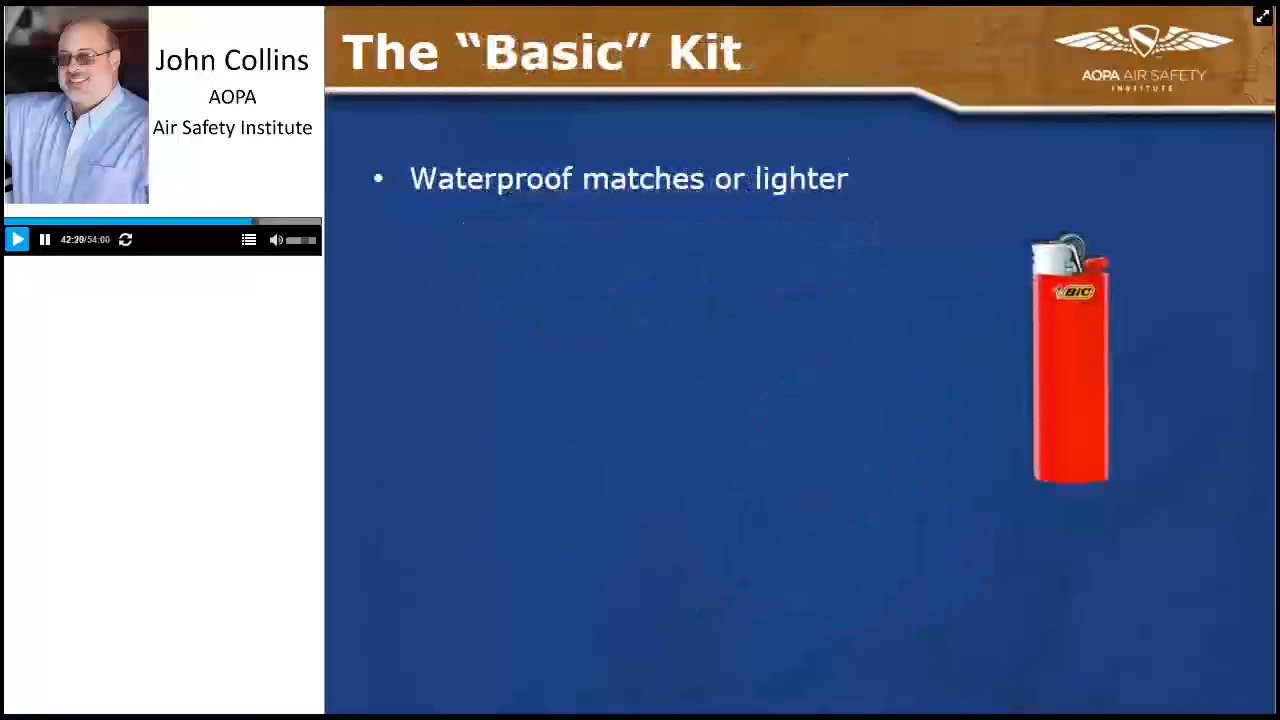 John Collins
AOPA
Air Safety Institute
42:20/54:00
The “Basic” Kit
AOPA AIR SAFETY
INSTITUTE
• Waterproof matches or lighter
BIC